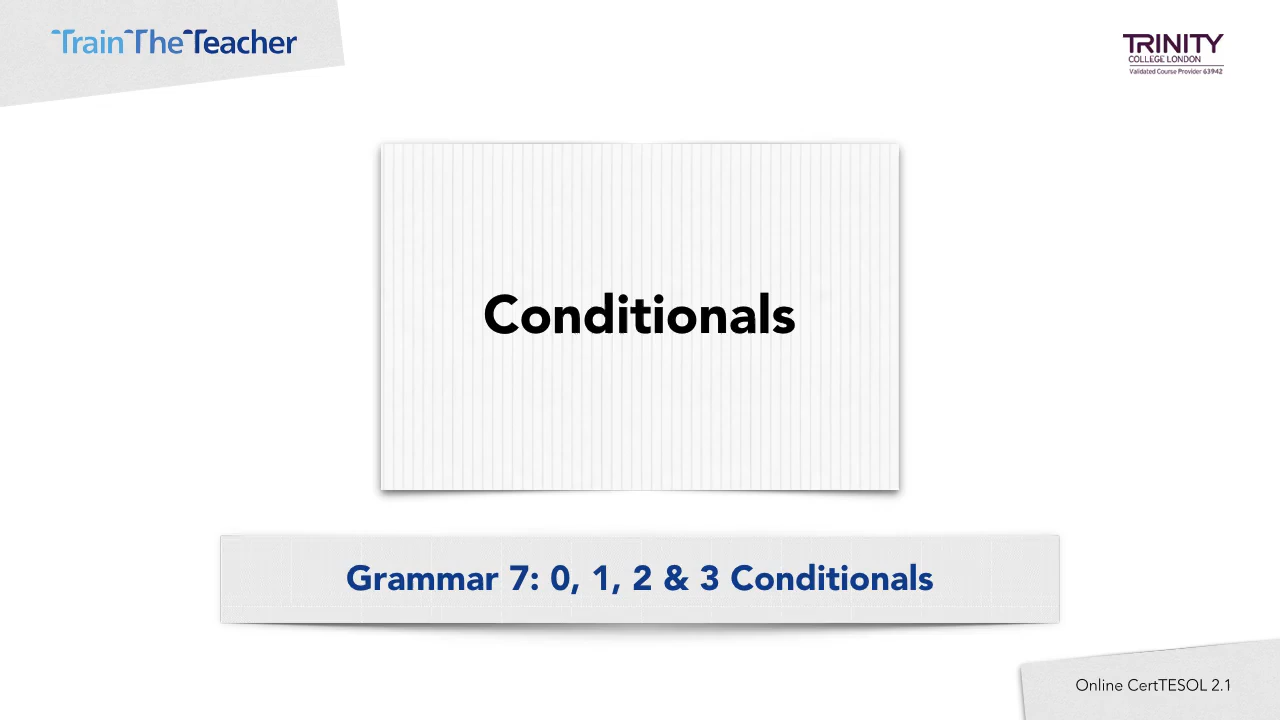 TrainTheTeacher
TRINITY
COLLEGE LONDON
Validated Course Provider 63942
Conditionals
Grammar 7: 0, 1, 2 & 3 Conditionals
Online CertTESOL 2.1